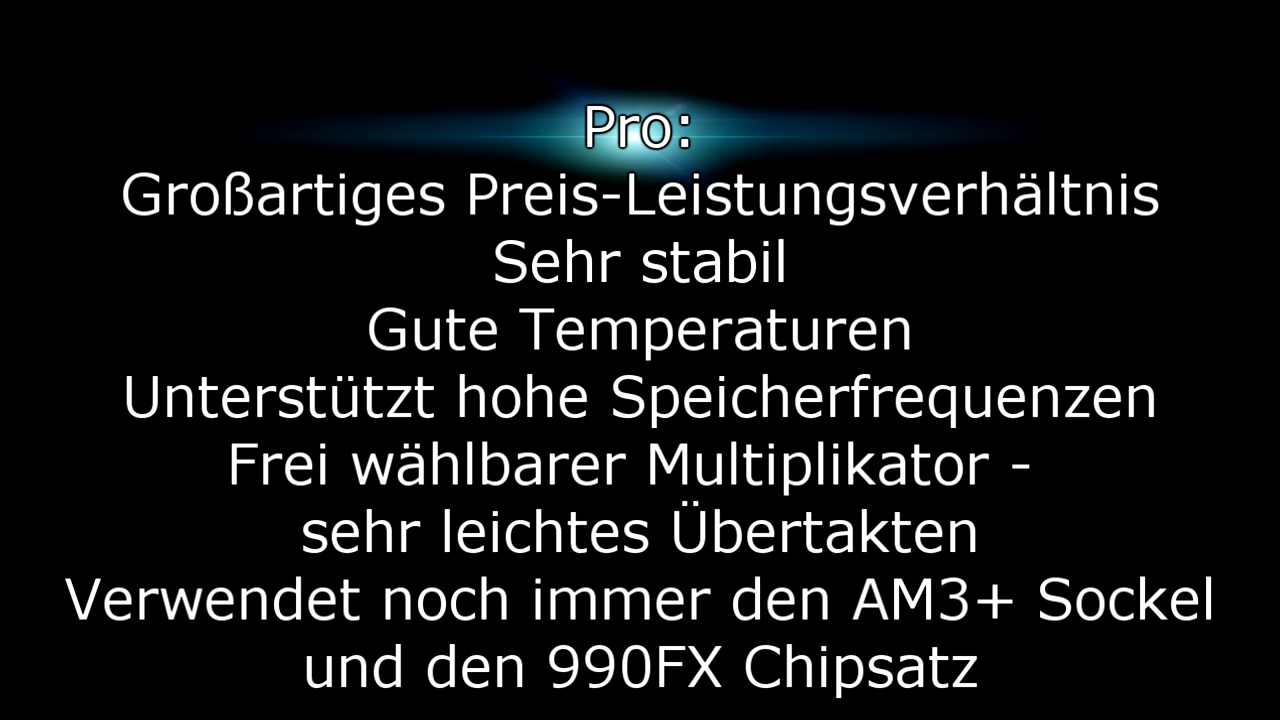 Pro:
Großartiges Preis-Leistungsverhältnis
Sehr stabil
Gute Temperaturen
Unterstützt hohe Speicherfrequenzen
Frei wählbarer Multiplikator -
sehr leichtes Übertakten
Verwendet noch immer den AM3+ Sockel
und den 990FX Chipsatz